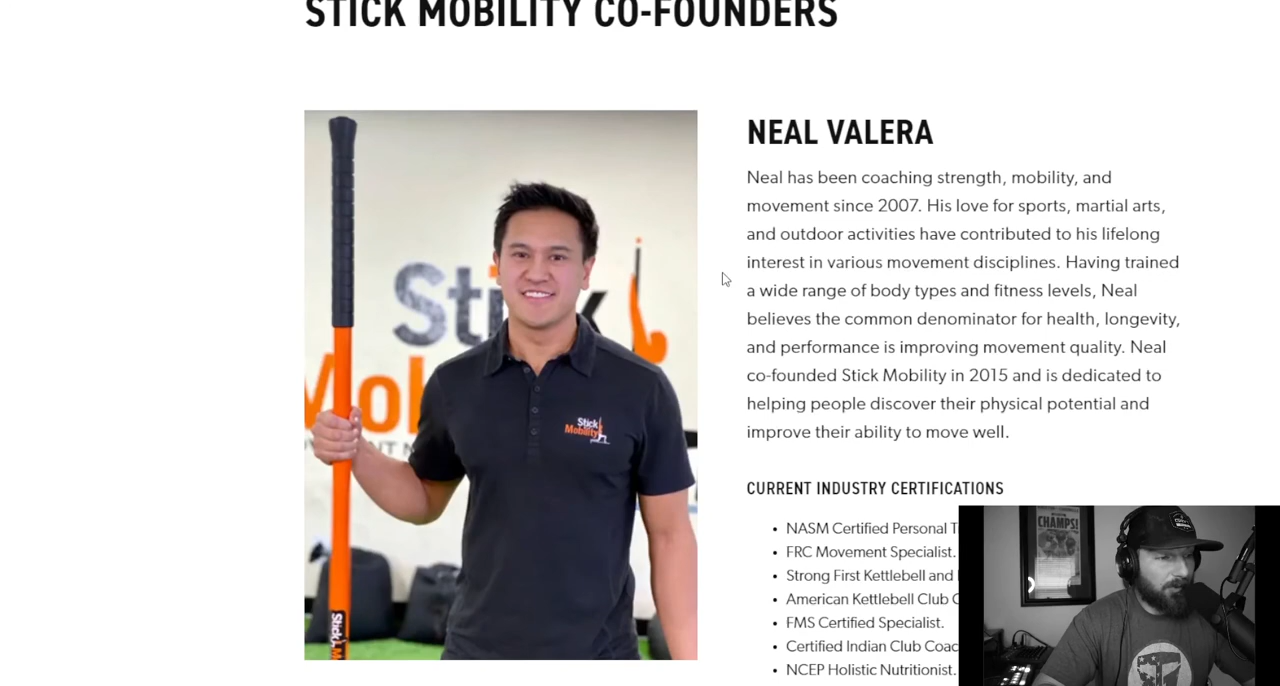 STICK MOBILITY CO-FOUNDERS
NEAL VALERA
Neal has been coaching strength, mobility, and
movement since 2007. His love for sports, martial arts,
and outdoor activities have contributed to his lifelong
interest in various movement disciplines. Having trained
a wide range of body types and fitness levels, Neal
believes the common denominator for health, longevity,
and performance is improving movement quality. Neal
co-founded Stick Mobility in 2015 and is dedicated to
helping people discover their physical potential and
improve their ability to move well.
CURRENT INDUSTRY CERTIFICATIONS
• NASM Certified Personal T
• FRC Movement Specialist.
• Strong First Kettlebell and
• American Kettlebell Club C
• FMS Certified Specialist.
• Certified Indian Club Coac
• NCEP Holistic Nutritionist.
Stick
Mobility
Stick M
CHAMPS!